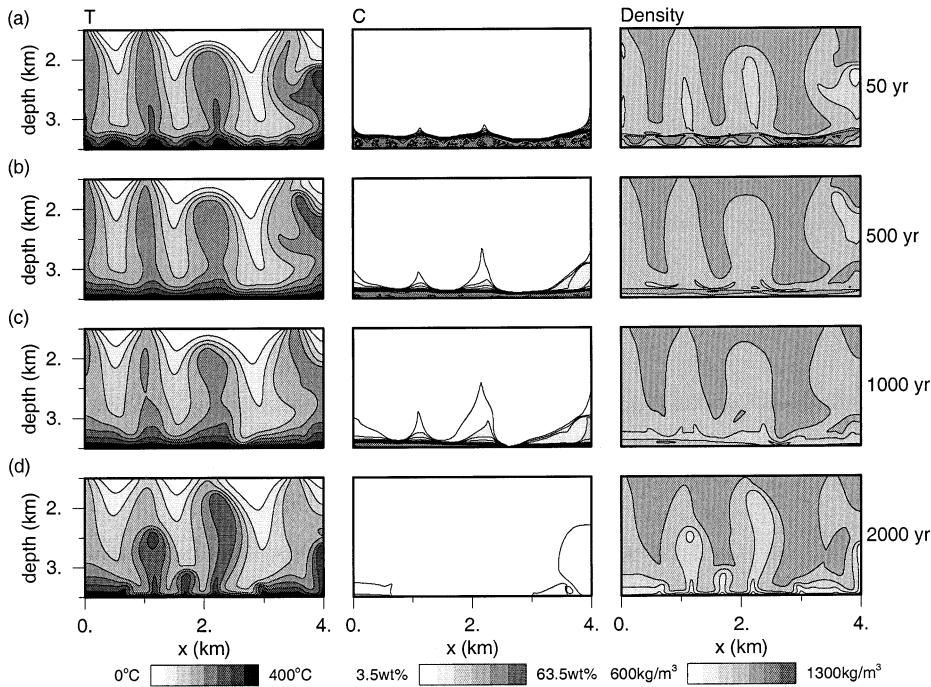 (a) T C Density
depth (km) 2. 3. 50 yr
(b)
depth (km) 2. 3. 500 yr
(c)
depth (km) 2. 3. 1000 yr
(d)
depth (km) 2. 3. 2000 yr
0. 2. 4. 0. 2. 4. 0. 2. 4.
x (km) x (km) x (km)
0°C 400°C 3.5wt% 63.5wt% 600kg/m³ 1300kg/m³